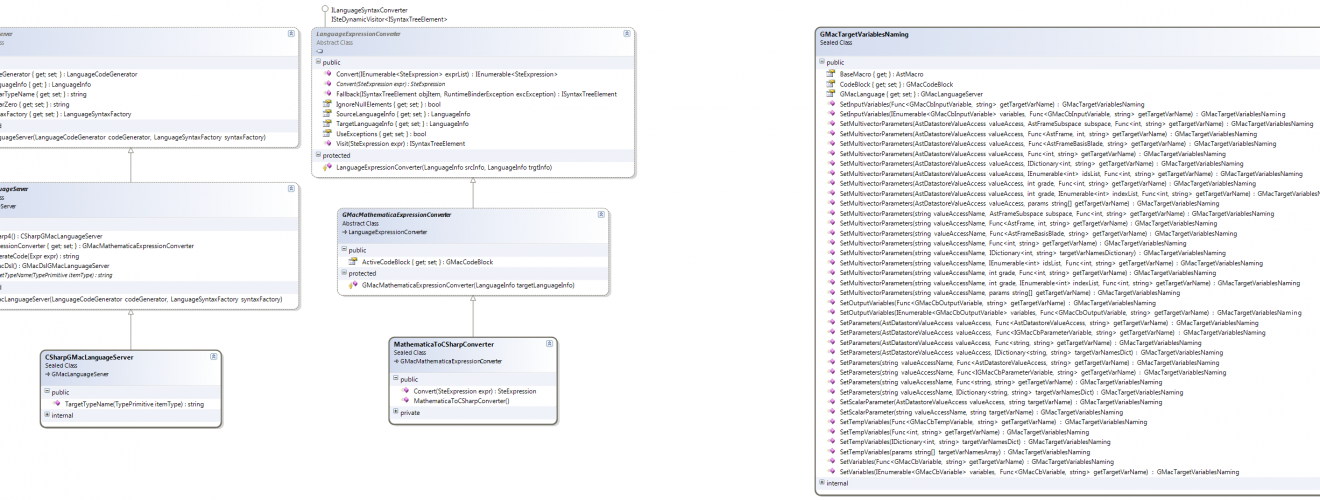 ILanguageSyntaxConverter
ISteDynamicVisitor<ISyntaxTreeElement>
LanguageExpressionConverter
Abstract Class
public
Convert(IEnumerable<SteExpression> exprList) : IEnumerable<SteExpression>
Convert(SteExpression expr) : SteExpression
Fallback(ISyntaxTreeElement objItem, RuntimeBinderException excException) : ISyntaxTreeElement
IgnoreNullElements { get; set; } : bool
SourceLanguageInfo { get; set; } : LanguageInfo
TargetLanguageInfo { get; set; } : LanguageInfo
UseExceptions { get; set; } : bool
Visit(SteExpression expr) : ISyntaxTreeElement
protected
LanguageExpressionConverter(LanguageInfo srcInfo, LanguageInfo trgtInfo)
{ get; set; } : LanguageCodeGenerator
{ get; set; } : LanguageInfo
{ get; set; } : string
{ get; set; } : string
{ get; set; } : LanguageSyntaxFactory
(LanguageCodeGenerator codeGenerator, LanguageSyntaxFactory syntaxFactory)
: CSharpGMacLanguageServer
{ get; set; } : GMacMathematicaExpressionConverter
(Expr expr) : string
: GMacDslGMacLanguageServer
(TypePrimitive itemType) : string
(LanguageCodeGenerator codeGenerator, LanguageSyntaxFactory syntaxFactory)
CSharpGMacLanguageServer
Sealed Class
GMacLanguageServer
public
TargetTypeName(TypePrimitive itemType) : string
internal
GMacMathematicaExpressionConverter
Abstract Class
LanguageExpressionConverter
public
ActiveCodeBlock { get; set; } : GMacCodeBlock
protected
GMacMathematicaExpressionConverter(LanguageInfo targetLanguageInfo)
MathematicaToCSharpConverter
Sealed Class
GMacMathematicaExpressionConverter
public
Convert(SteExpression expr) : SteExpression
MathematicaToCSharpConverter()
private
GMacTargetVariablesNaming
Sealed Class
public
BaseMacro { get; } : AstMacro
CodeBlock { get; set; } : GMacCodeBlock
GMacLanguage { get; set; } : GMacLanguageServer
SetInputVariables(Func<GMacCbInputVariable, string> getTargetVarName) : GMacTargetVariablesNaming
SetInputVariables(IEnumerable<GMacCbInputVariable> variables, Func<GMacCbInputVariable, string> getTargetVarName) : GMacTargetVariablesNaming
SetMultivectorParameters(AstDatastoreValueAccess valueAccess, AstFrameSubspace subspace, Func<int, string> getTargetVarName) : GMacTargetVariablesNaming
SetMultivectorParameters(AstDatastoreValueAccess valueAccess, Func<AstFrame, int, string> getTargetVarName) : GMacTargetVariablesNaming
SetMultivectorParameters(AstDatastoreValueAccess valueAccess, Func<AstFrameBasisBlade, string> getTargetVarName) : GMacTargetVariablesNaming
SetMultivectorParameters(AstDatastoreValueAccess valueAccess, Func<int, string> getTargetVarName) : GMacTargetVariablesNaming
SetMultivectorParameters(AstDatastoreValueAccess valueAccess, IDictionary<int, string> getTargetVarName) : GMacTargetVariablesNaming
SetMultivectorParameters(AstDatastoreValueAccess valueAccess, IEnumerable<int> idsList, Func<int, string> getTargetVarName) : GMacTargetVariablesNaming
SetMultivectorParameters(AstDatastoreValueAccess valueAccess, int grade, Func<int, string> getTargetVarName) : GMacTargetVariablesNaming
SetMultivectorParameters(AstDatastoreValueAccess valueAccess, int grade, IEnumerable<int> indexList, Func<int, string> getTargetVarName) : GMacTargetVariablesN
SetMultivectorParameters(AstDatastoreValueAccess valueAccess, params string[] getTargetVarName) : GMacTargetVariablesNaming
SetMultivectorParameters(string valueAccessName, AstFrameSubspace subspace, Func<int, string> getTargetVarName) : GMacTargetVariablesNaming
SetMultivectorParameters(string valueAccessName, Func<AstFrame, int, string> getTargetVarName) : GMacTargetVariablesNaming
SetMultivectorParameters(string valueAccessName, Func<AstFrameBasisBlade, string> getTargetVarName) : GMacTargetVariablesNaming
SetMultivectorParameters(string valueAccessName, Func<int, string> getTargetVarName) : GMacTargetVariablesNaming
SetMultivectorParameters(string valueAccessName, IDictionary<int, string> targetVarNamesDictionary) : GMacTargetVariablesNaming
SetMultivectorParameters(string valueAccessName, IEnumerable<int> idsList, Func<int, string> getTargetVarName) : GMacTargetVariablesNaming
SetMultivectorParameters(string valueAccessName, int grade, Func<int, string> getTargetVarName) : GMacTargetVariablesNaming
SetMultivectorParameters(string valueAccessName, int grade, IEnumerable<int> indexList, Func<int, string> getTargetVarName) : GMacTargetVariablesNaming
SetMultivectorParameters(string valueAccessName, params string[] getTargetVarName) : GMacTargetVariablesNaming
SetOutputVariables(Func<GMacCbOutputVariable, string> getTargetVarName) : GMacTargetVariablesNaming
SetOutputVariables(IEnumerable<GMacCbOutputVariable> variables, Func<GMacCbOutputVariable, string> getTargetVarName) : GMacTargetVariablesNaming
SetParameters(AstDatastoreValueAccess valueAccess, Func<AstDatastoreValueAccess, string> getTargetVarName) : GMacTargetVariablesNaming
SetParameters(AstDatastoreValueAccess valueAccess, Func<IGMacCbParameterVariable, string> getTargetVarName) : GMacTargetVariablesNaming
SetParameters(AstDatastoreValueAccess valueAccess, Func<string, string> getTargetVarName) : GMacTargetVariablesNaming
SetParameters(AstDatastoreValueAccess valueAccess, IDictionary<string, string> targetVarNamesDict) : GMacTargetVariablesNaming
SetParameters(string valueAccessName, Func<AstDatastoreValueAccess, string> getTargetVarName) : GMacTargetVariablesNaming
SetParameters(string valueAccessName, Func<IGMacCbParameterVariable, string> getTargetVarName) : GMacTargetVariablesNaming
SetParameters(string valueAccessName, Func<string, string> getTargetVarName) : GMacTargetVariablesNaming
SetParameters(string valueAccessName, IDictionary<string, string> targetVarNamesDict) : GMacTargetVariablesNaming
SetScalarParameter(AstDatastoreValueAccess valueAccess, string targetVarName) : GMacTargetVariablesNaming
SetScalarParameter(string valueAccessName, string targetVarName) : GMacTargetVariablesNaming
SetTempVariables(Func<GMacCbTempVariable, string> getTargetVarName) : GMacTargetVariablesNaming
SetTempVariables(Func<int, string> getTargetVarName) : GMacTargetVariablesNaming
SetTempVariables(IDictionary<int, string> targetVarNamesDict) : GMacTargetVariablesNaming
SetTempVariables(params string[] targetVarNamesArray) : GMacTargetVariablesNaming
SetVariables(Func<GMacCbVariable, string> getTargetVarName) : GMacTargetVariablesNaming
SetVariables(IEnumerable<GMacCbVariable> variables, Func<GMacCbVariable, string> getTargetVarName) : GMacTargetVariablesNaming
internal